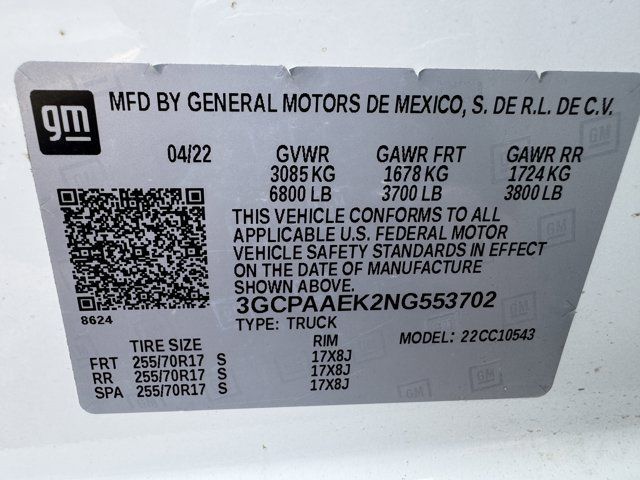 gm
MFD BY GENERAL MOTORS DE MEXICO, S. DE R.L. DE C.V.
04/22 GVWR GAWR FRT GAWR RR
3085 KG 1678 KG 1724 KG
6800 LB 3700 LB 3800 LB
THIS VEHICLE CONFORMS TO ALL
APPLICABLE U.S. FEDERAL MOTOR
VEHICLE SAFETY STANDARDS IN EFFECT
ON THE DATE OF MANUFACTURE
SHOWN ABOVE.
3GCPAAEK2NG553702
8624
TYPE: TRUCK
TIRE SIZE RIM MODEL: 22CC10543
FRT 255/70R17 S 17X8J
RR 255/70R17 S 17X8J
SPA 255/70R17 S 17X8J